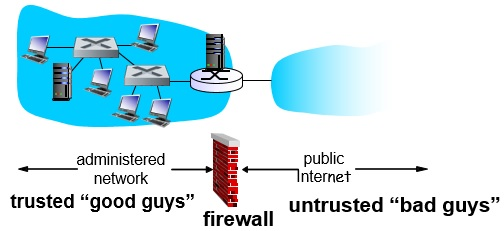 administered
network
public
Internet
trusted “good guys”
firewall
untrusted “bad guys”